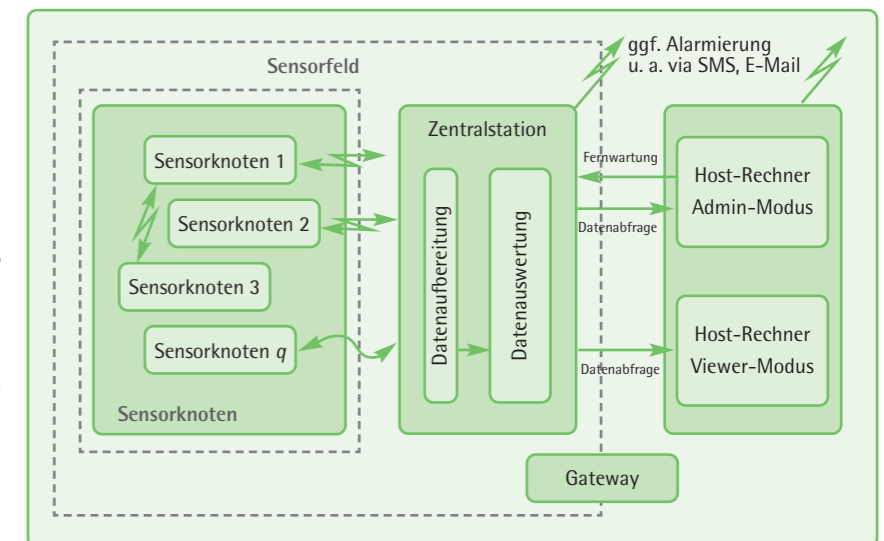 ggf. Alarmierung
u. a. via SMS, E-Mail
Sensorfeld
Sensorknoten 1
Sensorknoten 2
Sensorknoten 3
Sensorknoten q
Sensorknoten
Zentralstation
Datenaufbereitung
Datenauswertung
Fernwartung
Datenabfrage
Datenabfrage
Host-Rechner
Admin-Modus
Host-Rechner
Viewer-Modus
Gateway